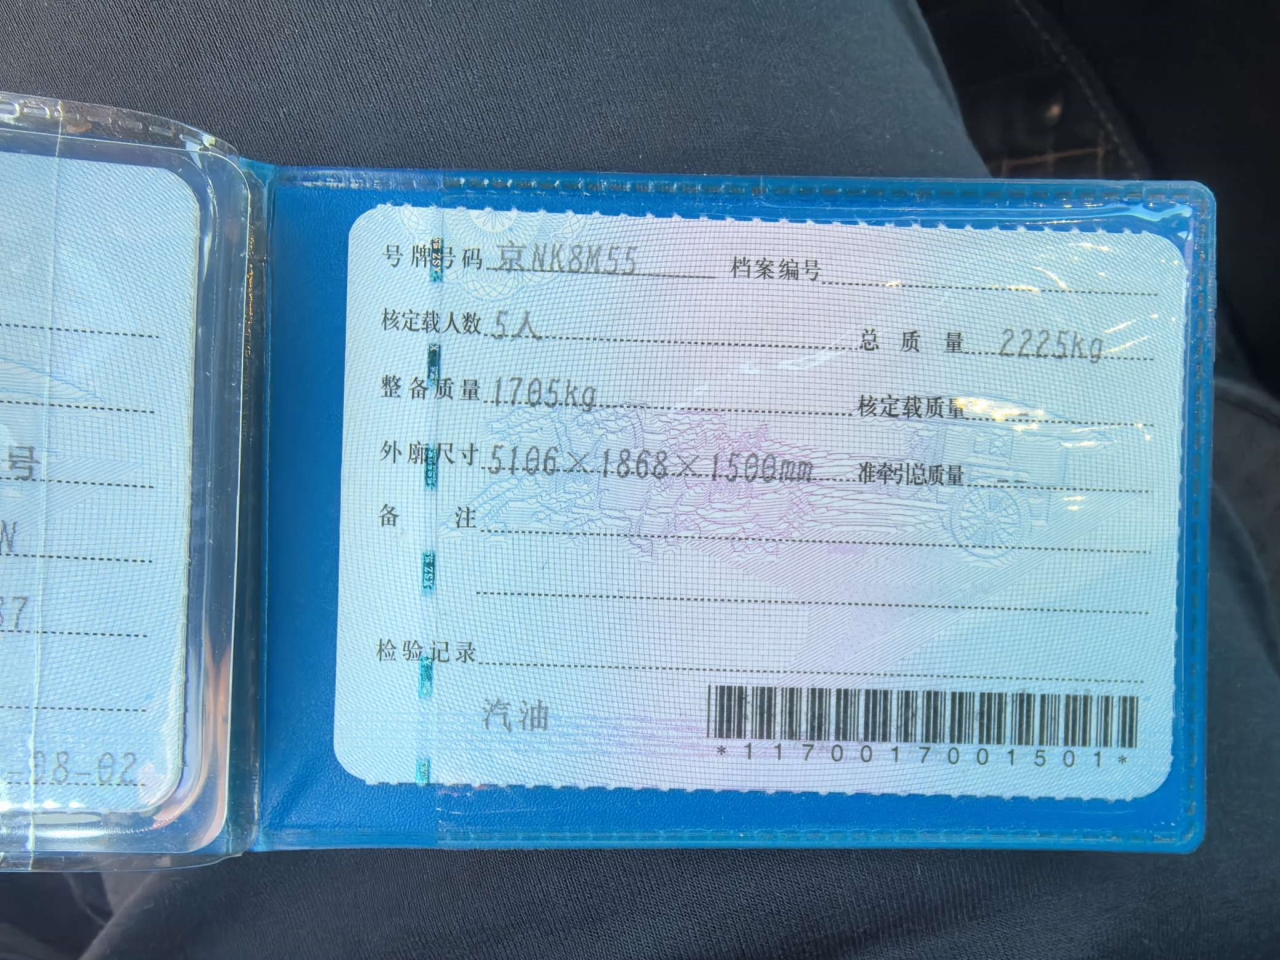 号牌号码 京NK8M55 档案编号
核定载人数 5人 总质量 2225kg
整备质量 1705kg 核定载质量 --
外廓尺寸 5106×1868×1500mm 准牵引总质量 --
备注
检验记录
汽油
*1170017001501*
号
N
37
-08-02